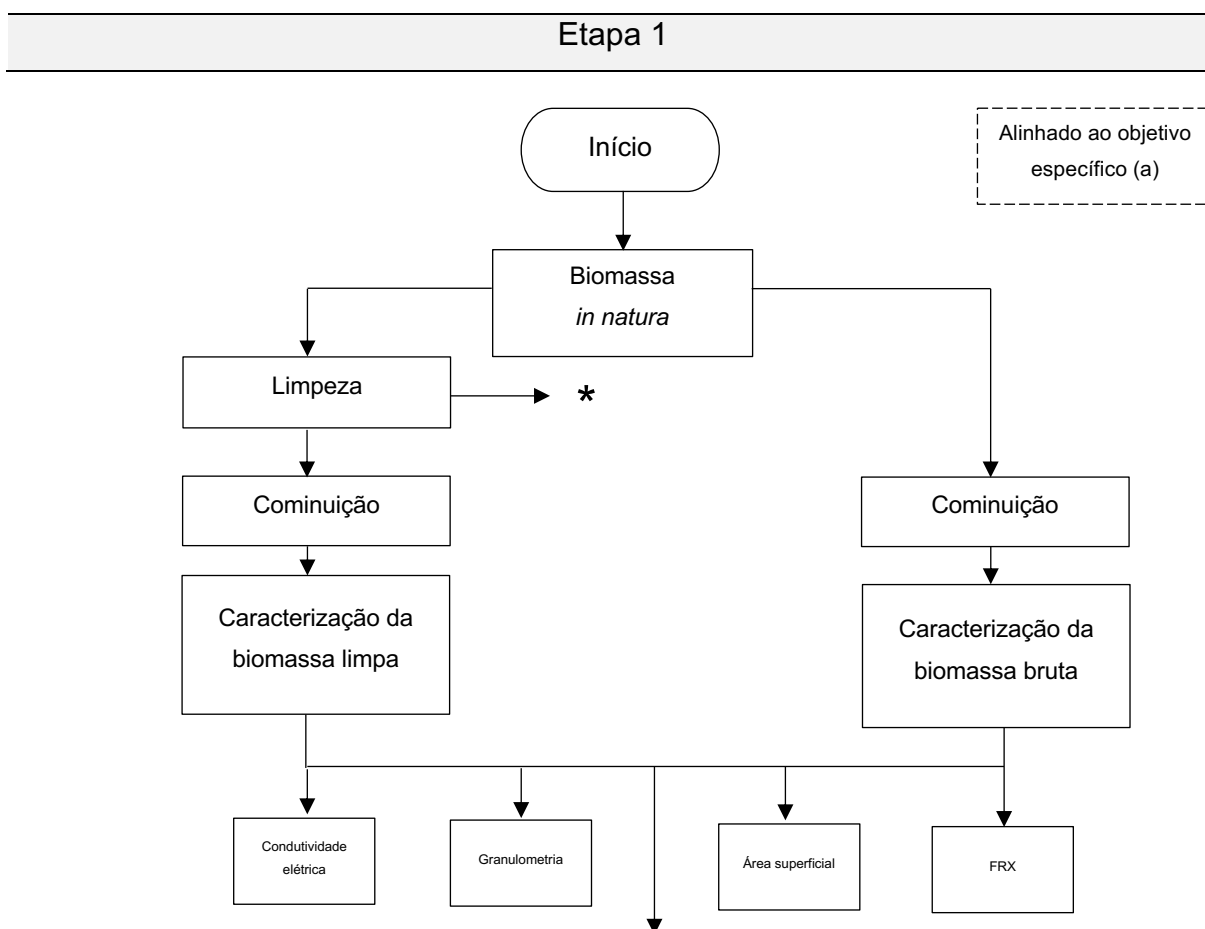 Etapa 1
Início
Alinhado ao objetivo
específico (a)
Biomassa
in natura
Limpeza
*
Cominuição
Cominuição
Caracterização da
biomassa limpa
Caracterização da
biomassa bruta
Condutividade
elétrica
Granulometria
Área superficial
FRX